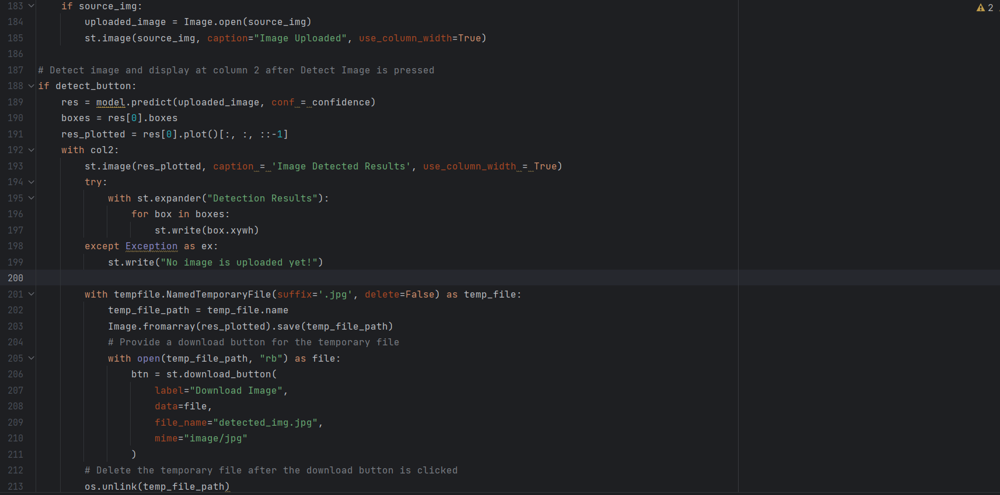 183 if source_img:
184 uploaded_image = Image.open(source_img)
185 st.image(source_img, caption="Image Uploaded", use_column_width=True)
186
187 # Detect image and display at column 2 after Detect Image is pressed
188 if detect_button:
189 res = model.predict(uploaded_image, conf = confidence)
190 boxes = res[0].boxes
191 res_plotted = res[0].plot()[:, :, ::-1]
192 with col2:
193 st.image(res_plotted, caption = 'Image Detected Results', use_column_width = True)
194 try:
195 with st.expander("Detection Results"):
196 for box in boxes:
197 st.write(box.xywh)
198 except Exception as ex:
199 st.write("No image is uploaded yet!")
200
201 with tempfile.NamedTemporaryFile(suffix='.jpg', delete=False) as temp_file:
202 temp_file_path = temp_file.name
203 Image.fromarray(res_plotted).save(temp_file_path)
204 # Provide a download button for the temporary file
205 with open(temp_file_path, "rb") as file:
206 btn = st.download_button(
207 label="Download Image",
208 data=file,
209 file_name="detected_img.jpg",
210 mime="image/jpg"
211 )
212 # Delete the temporary file after the download button is clicked
213 os.unlink(temp_file_path)
2